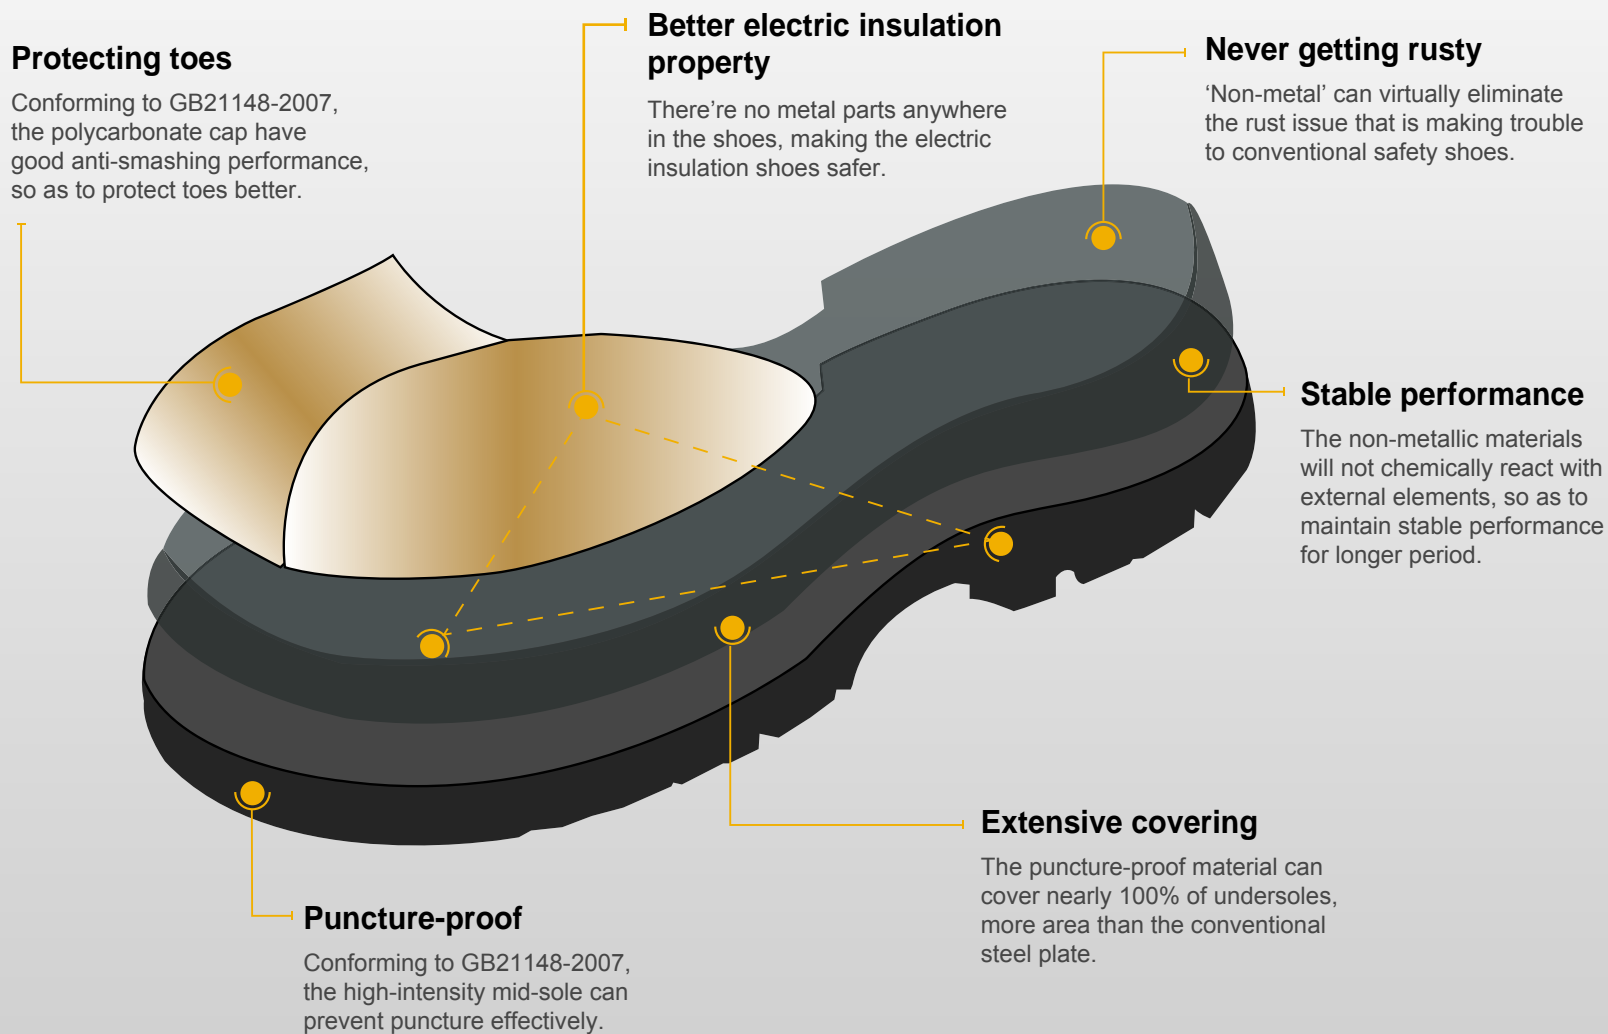 Protecting toes
Conforming to GB21148-2007,
the polycarbonate cap have
good anti-smashing performance,
so as to protect toes better.
Better electric insulation
property
There’re no metal parts anywhere
in the shoes, making the electric
insulation shoes safer.
Never getting rusty
‘Non-metal’ can virtually eliminate
the rust issue that is making trouble
to conventional safety shoes.
Stable performance
The non-metallic materials
will not chemically react with
external elements, so as to
maintain stable performance
for longer period.
Extensive covering
The puncture-proof material can
cover nearly 100% of undersoles,
more area than the conventional
steel plate.
Puncture-proof
Conforming to GB21148-2007,
the high-intensity mid-sole can
prevent puncture effectively.